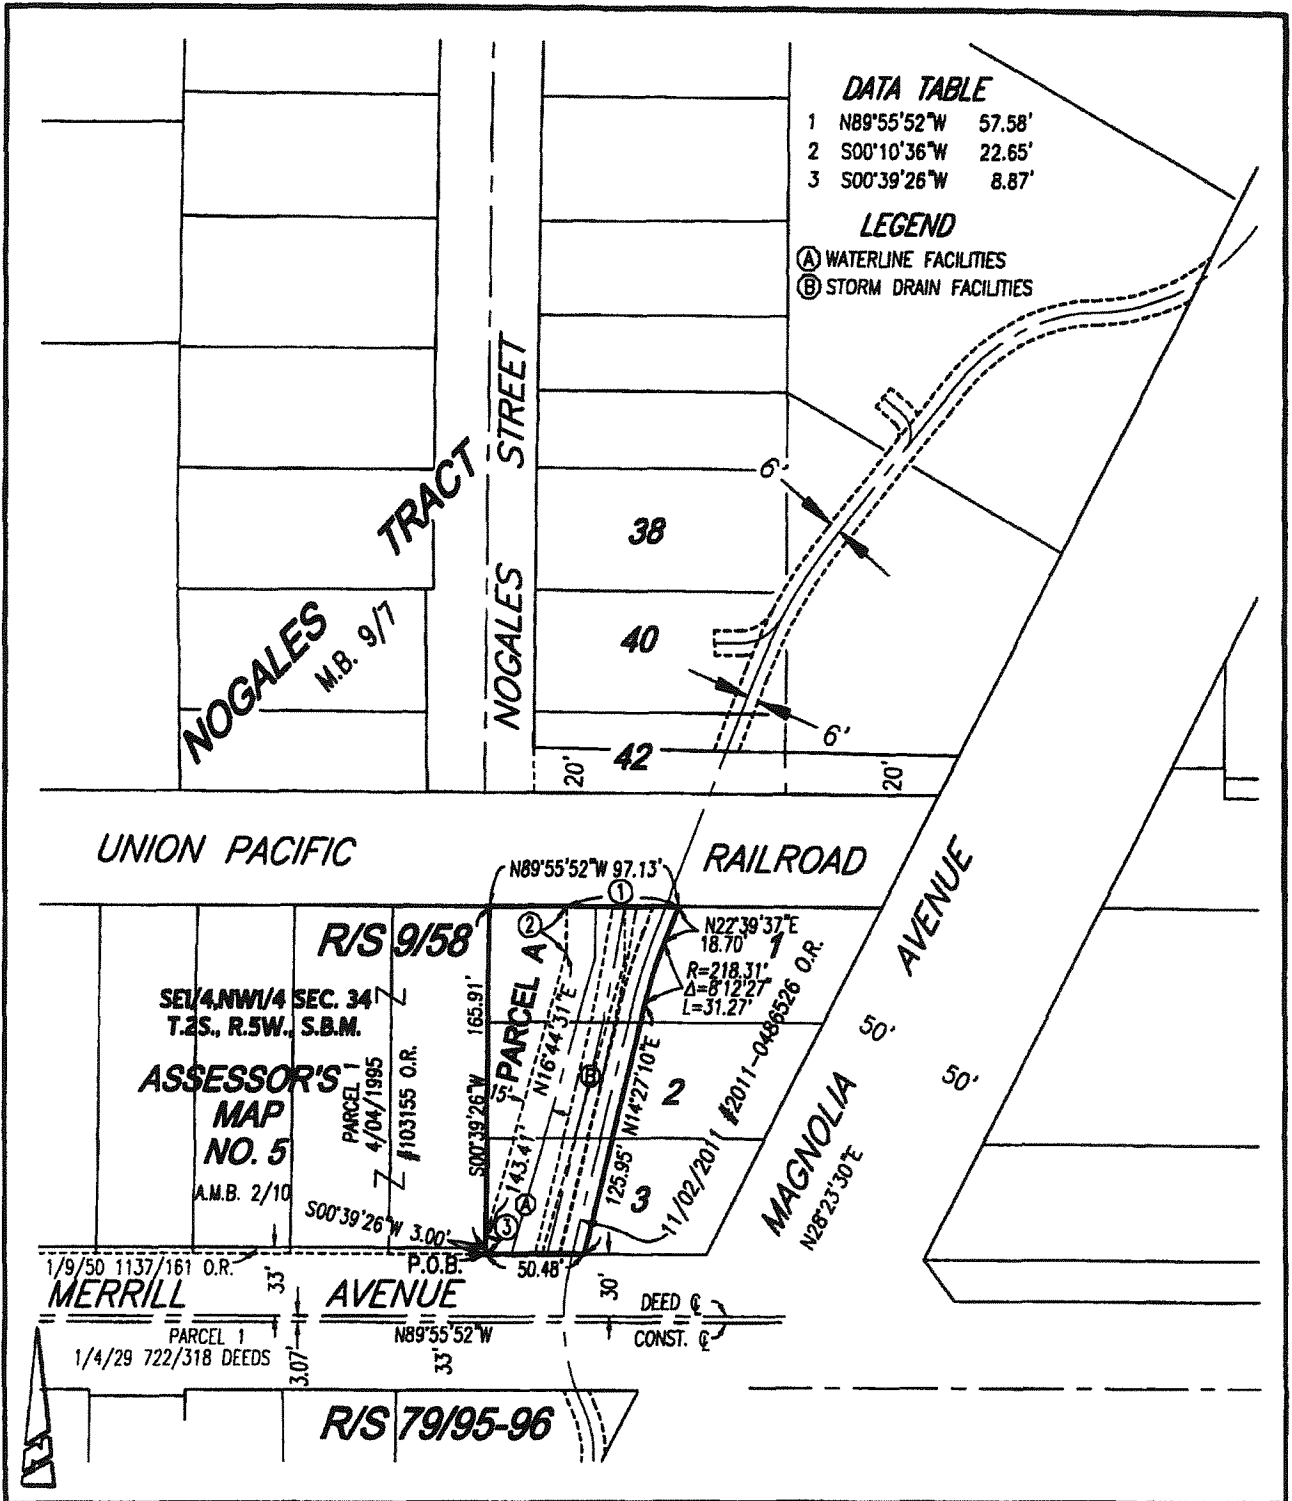 DATA TABLE
1 N89°55'52"W 57.58'
2 S00°10'36"W 22.65'
3 S00°39'26"W 8.87'
LEGEND
Ⓐ WATERLINE FACILITIES
Ⓑ STORM DRAIN FACILITIES
NOGALES STREET
NOGALES TRACT
M.B. 9/7
6'
38
40
6'
42
20'
20'
UNION PACIFIC RAILROAD
N89°55'52"W 97.13'
①
②
N22°39'37"E
18.70'
1
R/S 9/58
R=218.31'
Δ=8°12'27"
L=31.27'
SE1/4,NW1/4 SEC. 34
T.2S., R.5W., S.B.M.
ASSESSOR'S
MAP
NO. 5
A.M.B. 2/10
PARCEL 1
4/04/1995
#103155 O.R.
S00°39'26"W 165.91'
PARCEL A
15'
N16°44'31"E
143.41'
Ⓑ
Ⓐ
③
125.95' N14°27'10"E
2
3
11/02/2011 #2011-0486526 O.R.
MAGNOLIA AVENUE
N28°23'30"E
50'
50'
S00°39'26"W 3.00'
P.O.B.
50.48'
1/9/50 1137/161 O.R.
33'
30'
MERRILL AVENUE
DEED ℄
CONST. ℄
N89°55'52"W
PARCEL 1
1/4/29 722/318 DEEDS
3.07'
33'
R/S 79/95-96